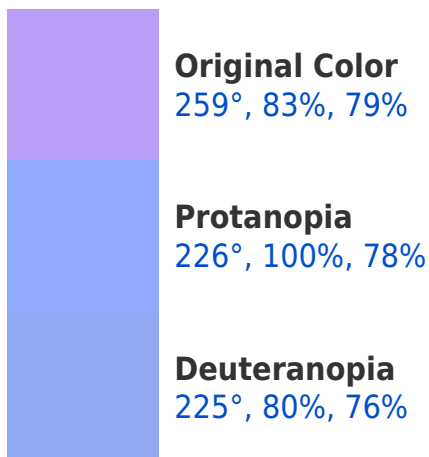 Original Color
259°, 83%, 79%
Protanopia
226°, 100%, 78%
Deuteranopia
225°, 80%, 76%